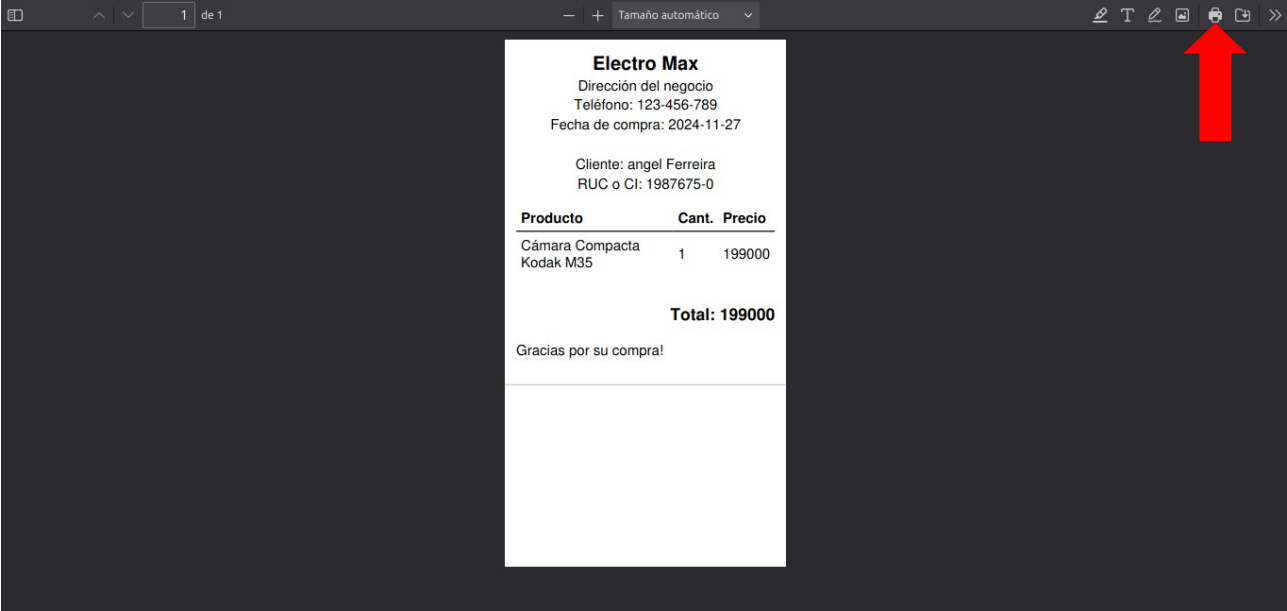 1 de 1
Tamaño automático
Electro Max
Dirección del negocio
Teléfono: 123-456-789
Fecha de compra: 2024-11-27
Cliente: angel Ferreira
RUC o CI: 1987675-0
Producto Cant. Precio
Cámara Compacta
Kodak M35 1 199000
Total: 199000
Gracias por su compra!